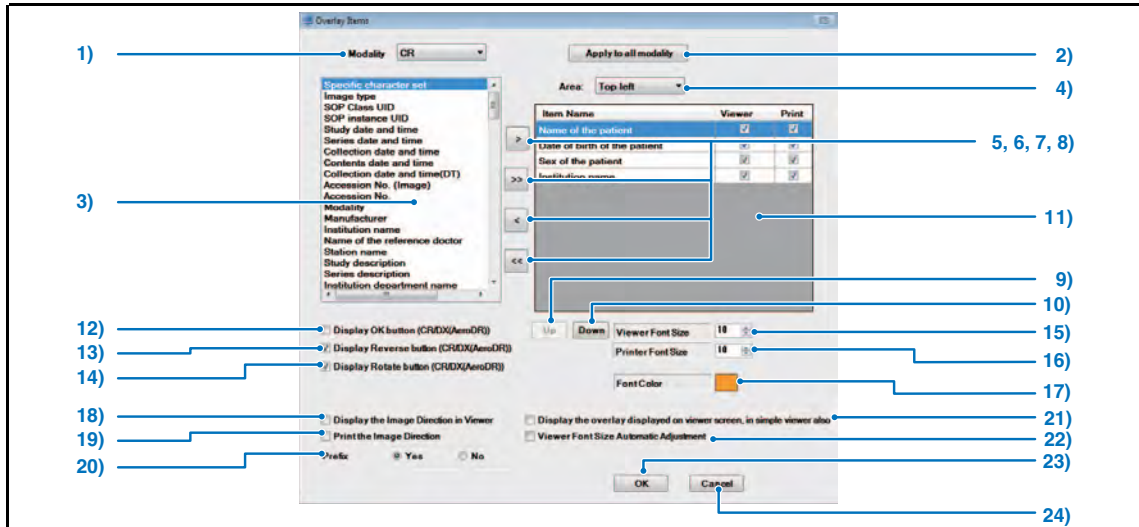 Overlay Items
1)
Modality
CR
Apply to all modality
2)
Area:
Top left
4)
Specific character set
Image type
SOP Class UID
SOP instance UID
Study date and time
Series date and time
Collection date and time
Contents date and time
Collection date and time(DT)
Accession No. (Image)
Accession No.
Modality
Manufacturer
Institution name
Name of the reference doctor
Station name
Study description
Series description
Institution department name
3)
>
>>
<
<<
Item Name Viewer Print
Name of the patient
Date of birth of the patient
Sex of the patient
Institution name
5, 6, 7, 8)
11)
9)
10)
12)
Display OK button (CR/DX(AeroDR))
13)
Display Reverse button (CR/DX(AeroDR))
14)
Display Rotate button (CR/DX(AeroDR))
Up
Down
Viewer Font Size
10
15)
Printer Font Size
10
16)
Font Color
17)
18)
Display the Image Direction in Viewer
19)
Print the Image Direction
20)
Prefix
Yes
No
Display the overlay displayed on viewer screen, in simple viewer also
21)
Viewer Font Size Automatic Adjustment
22)
OK
23)
Cancel
24)